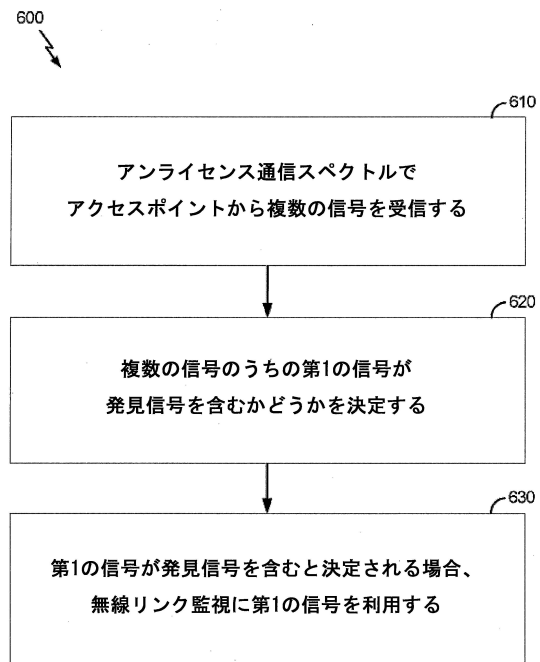 600
610
アンライセンス通信スペクトルで
アクセスポイントから複数の信号を受信する
620
複数の信号のうちの第1の信号が
発見信号を含むかどうかを決定する
630
第1の信号が発見信号を含むと決定される場合、
無線リンク監視に第1の信号を利用する